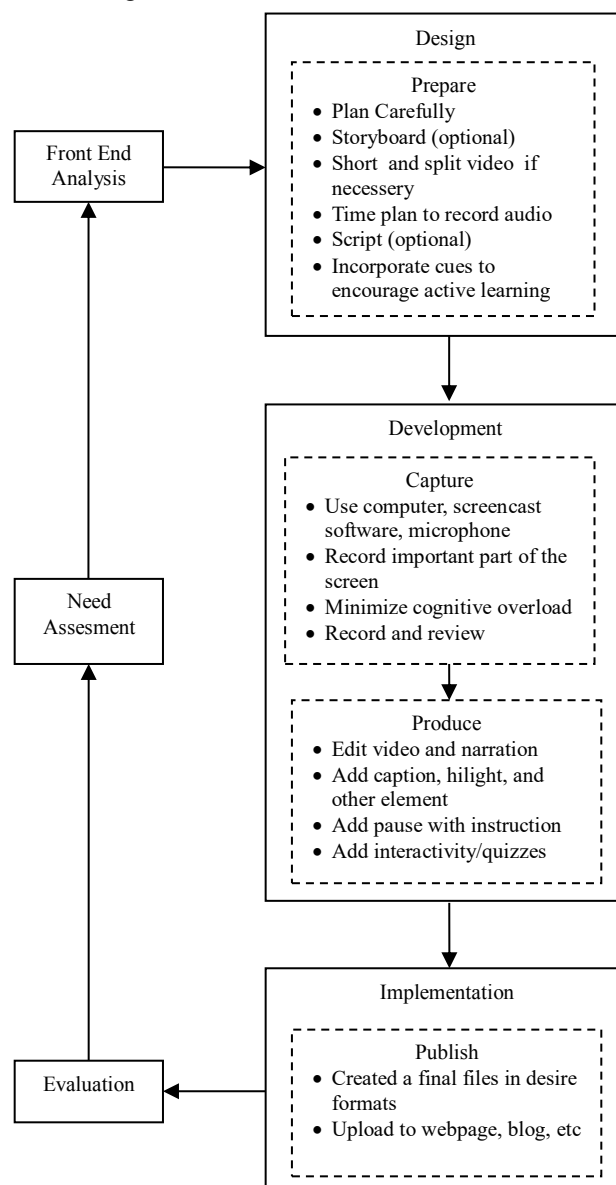 Design
Prepare
• Plan Carefully
• Storyboard (optional)
• Short and split video if
necessery
• Time plan to record audio
• Script (optional)
• Incorporate cues to
encourage active learning
Front End
Analysis
Development
Capture
• Use computer, screencast
software, microphone
• Record important part of the
screen
• Minimize cognitive overload
• Record and review
Need
Assesment
Produce
• Edit video and narration
• Add caption, hilight, and
other element
• Add pause with instruction
• Add interactivity/quizzes
Implementation
Publish
• Created a final files in desire
formats
• Upload to webpage, blog, etc
Evaluation